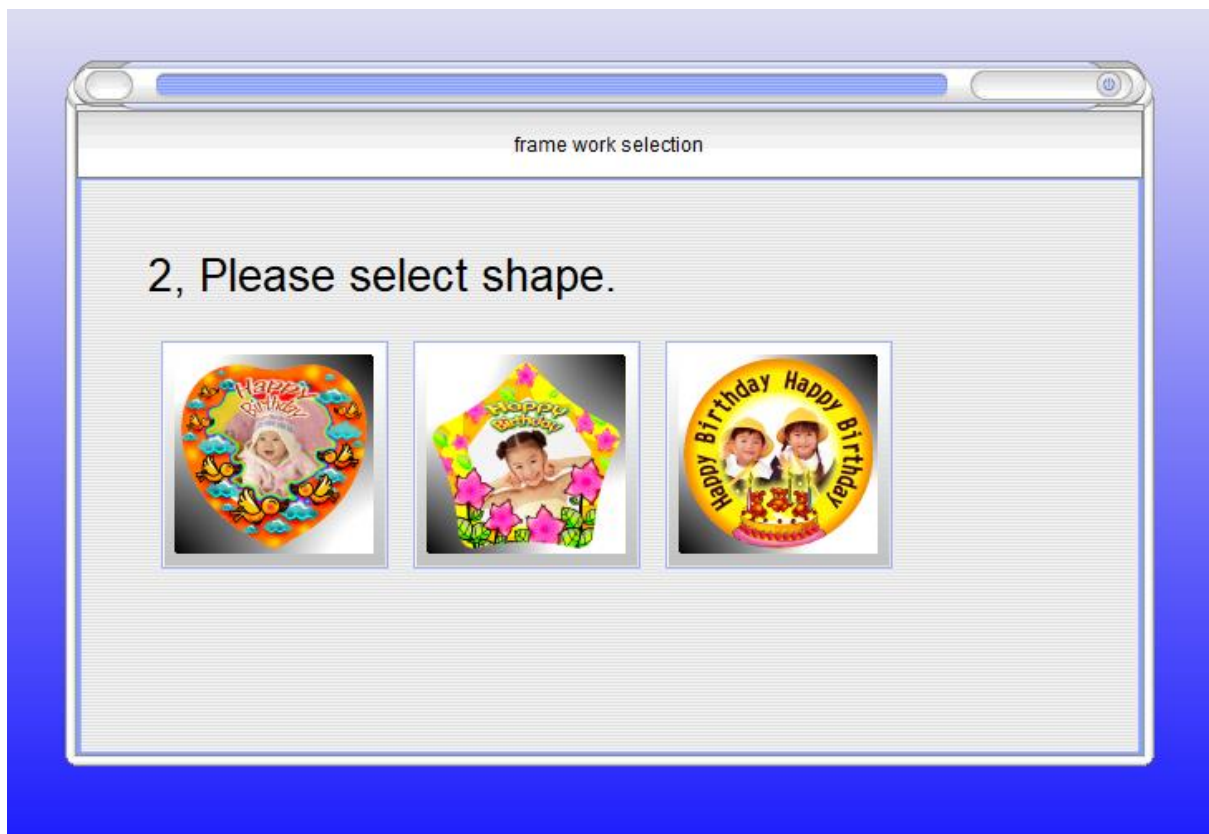 frame work selection
2, Please select shape.
Happy
Birthday
Happy
Birthday
Happy Birthday Happy Birthday